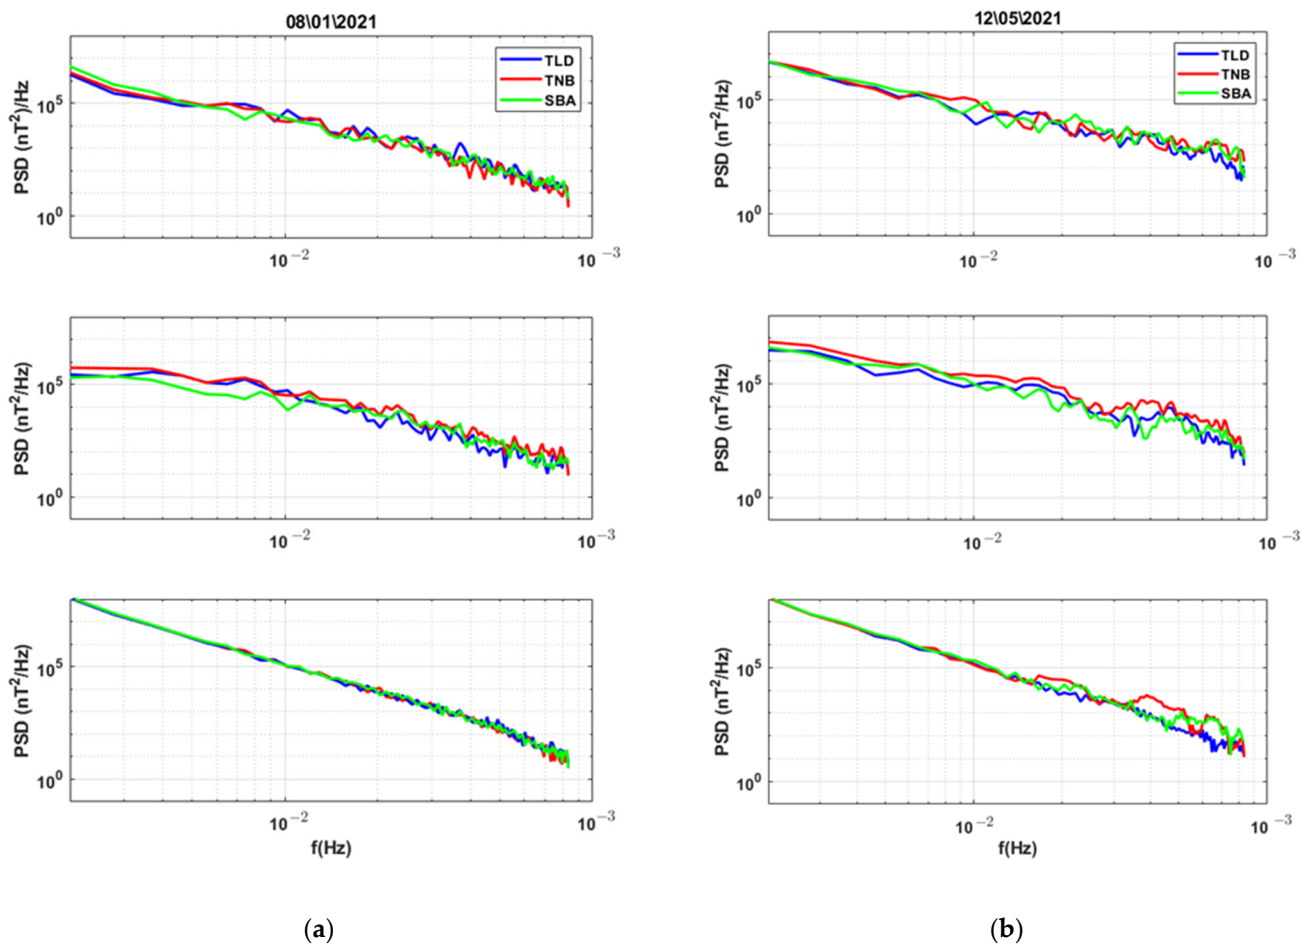 08\01\2021
PSD (nT²)/Hz)
10⁵
10⁰
TLD
TNB
SBA
10⁻²
10⁻³
12\05\2021
PSD (nT²/Hz)
10⁵
10⁰
TLD
TNB
SBA
10⁻²
10⁻³
PSD (nT²/Hz)
10⁵
10⁰
10⁻²
10⁻³
PSD (nT²/Hz)
10⁵
10⁰
10⁻²
10⁻³
PSD (nT²/Hz)
10⁵
10⁰
10⁻²
10⁻³
f(Hz)
PSD (nT²/Hz)
10⁵
10⁰
10⁻²
10⁻³
f(Hz)
(a)
(b)